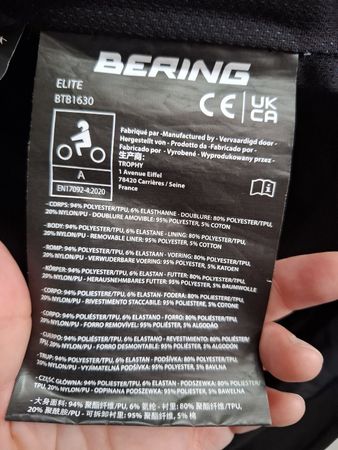 BERING
ELITE
BTB1630
CE UK
CA
A
EN17092-4:2020
Fabriqué par -Manufactured by - Vervaardigd door -
Hergestellt von - Fabricado por -
Fabricado por - Vyrobené - Wyprodukowany przez -
生产商:
TROPHY
1 Avenue Eiffel
78420 Carrières / Seine
France
-CORPS: 94% POLYESTER/TPU, 6% ELASTHANNE - DOUBLURE: 80% POLYESTER/TPU,
20% NYLON/PU - DOUBLURE AMOVIBLE: 95% POLYESTER, 5% COTON
-BODY: 94% POLYESTER/TPU, 6% ELASTANE - LINING: 80% POLYESTER/TPU,
20% NYLON/PU - REMOVABLE LINER: 95% POLYESTER, 5% COTTON
-ROMP: 94% POLYESTER/TPU, 6% ELASTAAN - VOERING: 80% POLYESTER/TPU,
20% NYLON/PU - VERWIJDERBARE VOERING: 95% POLYESTER, 5% KATOEN
-KÖRPER: 94% POLYESTER/TPU, 6% ELASTAN - FUTTER: 80% POLYESTER/TPU,
20% NYLON/PU - HERAUSNEHMBARES FUTTER: 95% POLYESTER, 5% BAUMWOLLE
-CORPO: 94% POLIESTERE/TPU, 6% ELASTAN - FODERA: 80% POLIESTERE/TPU,
20% NYLON/PU - RIVESTIMENTO STACCABILE: 95% POLIESTERE, 5% COTONE
-CORPO: 94% POLIÉSTER/TPU, 6% ELASTANO - FORRO: 80% POLIÉSTER/TPU,
20% NYLON/PU - FORRO REMOVÍVEL: 95% POLIÉSTER, 5% ALGODÃO
-CUERPO: 94% POLIÉSTER/TPU, 6% ELASTANO - REVESTIMIENTO: 80% POLIÉSTER/TPU,
20% NYLON/PU - FORRO DESMONTABLE: 95% POLIÉSTER, 5% ALGODÓN
-TRUP: 94% POLYESTER/TPU, 6% ELASTAN - PODŠÍVKA: 80% POLYESTER/TPU,
20% NYLON/PU - VYJÍMATELNÁ PODŠÍVKA: 95% POLYESTER, 5% BAVLNA
-CZĘŚĆ GŁÓWNA: 94% POLYESTER/TPU, 6% ELASTAN - PODSZEWKA: 80% POLYESTER/
TPU, 20% NYLON/PU - ODPINANA PODSZEWKA: 95% POLYESTER, 5% BAWEŁNA
- 大身面料: 94% 聚酯纤维/PU, 6% 氨纶 - 衬里: 80% 聚酯纤维/TPU,
20% 聚酰胺/PU - 可拆卸衬里: 95% 聚酯纤维, 5% 棉